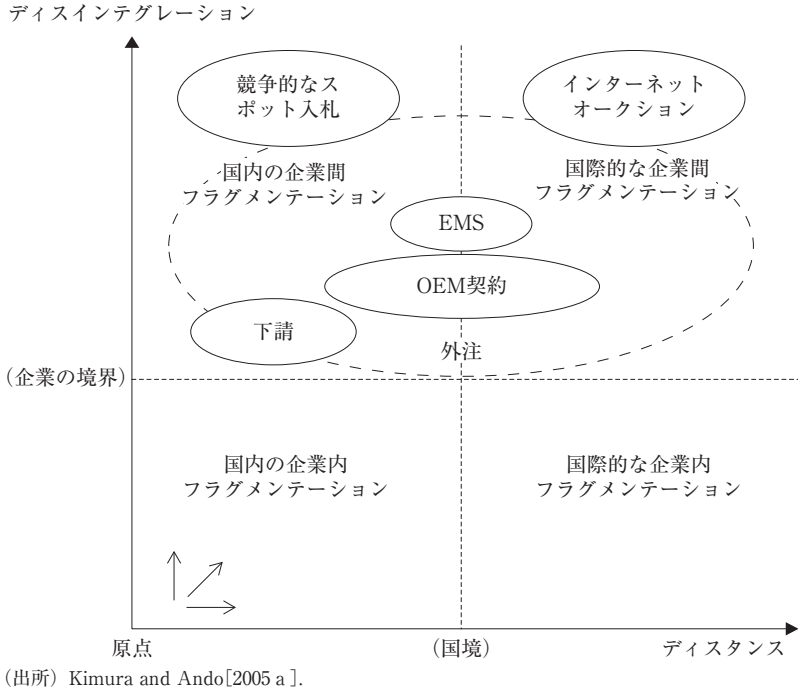 ディスインテグレーション
競争的なス
ポット入札
インターネット
オークション
国内の企業間
フラグメンテーション
国際的な企業間
フラグメンテーション
EMS
OEM契約
下請
外注
(企業の境界)
国内の企業内
フラグメンテーション
国際的な企業内
フラグメンテーション
原点
(国境)
ディスタンス
(出所) Kimura and Ando[2005 a ].